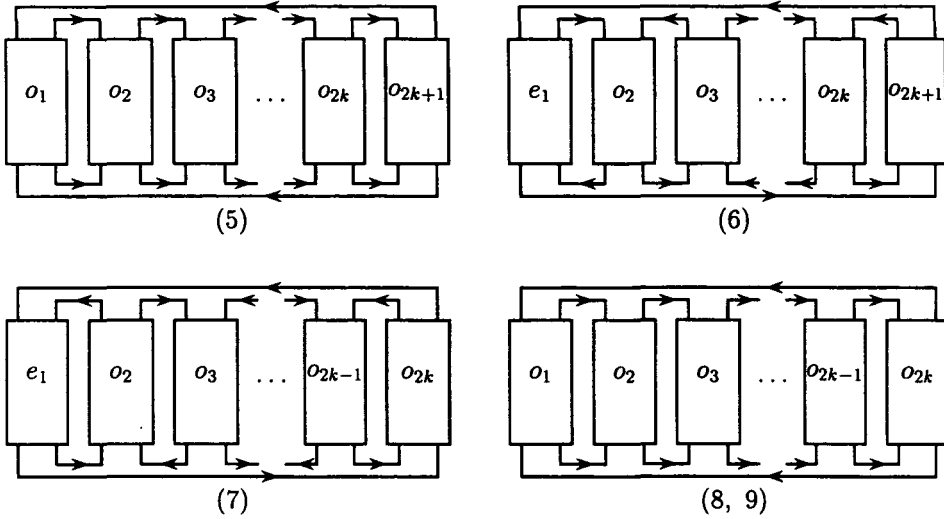 o₁ o₂ o₃ … o₂ₖ o₂ₖ₊₁
(5)
e₁ o₂ o₃ … o₂ₖ o₂ₖ₊₁
(6)
e₁ o₂ o₃ … o₂ₖ₋₁ o₂ₖ
(7)
o₁ o₂ o₃ … o₂ₖ₋₁ o₂ₖ
(8, 9)